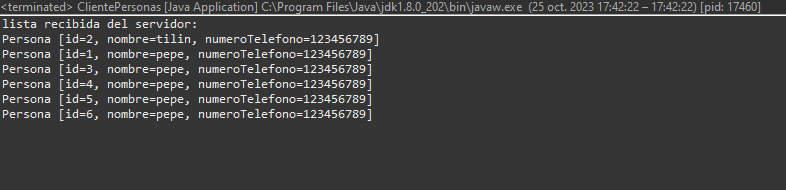 <terminated> ClientePersonas [Java Application] C:\Program Files\Java\jdk1.8.0_202\bin\javaw.exe (25 oct. 2023 17:42:22 – 17:42:22) [pid: 17460]
lista recibida del servidor:
Persona [id=2, nombre=tilin, numeroTelefono=123456789]
Persona [id=1, nombre=pepe, numeroTelefono=123456789]
Persona [id=3, nombre=pepe, numeroTelefono=123456789]
Persona [id=4, nombre=pepe, numeroTelefono=123456789]
Persona [id=5, nombre=pepe, numeroTelefono=123456789]
Persona [id=6, nombre=pepe, numeroTelefono=123456789]